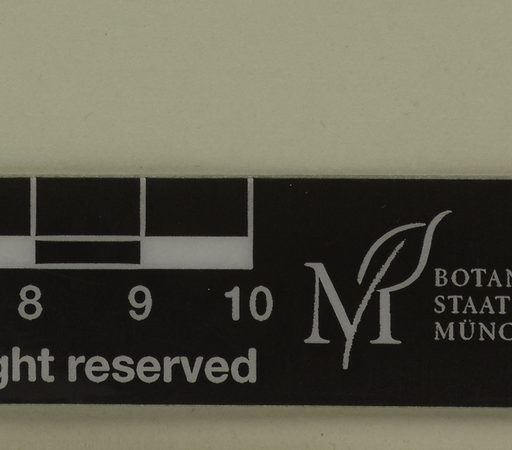 8 9 10
ght reserved
M
BOTAN
STAAT
MÜNC